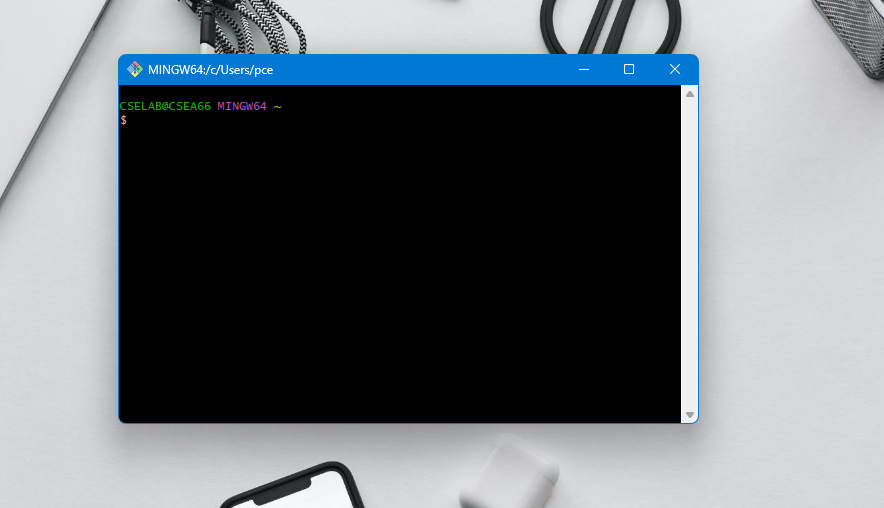 MINGW64:/c/Users/pce
CSELAB@CSEA66 MINGW64 ~
$